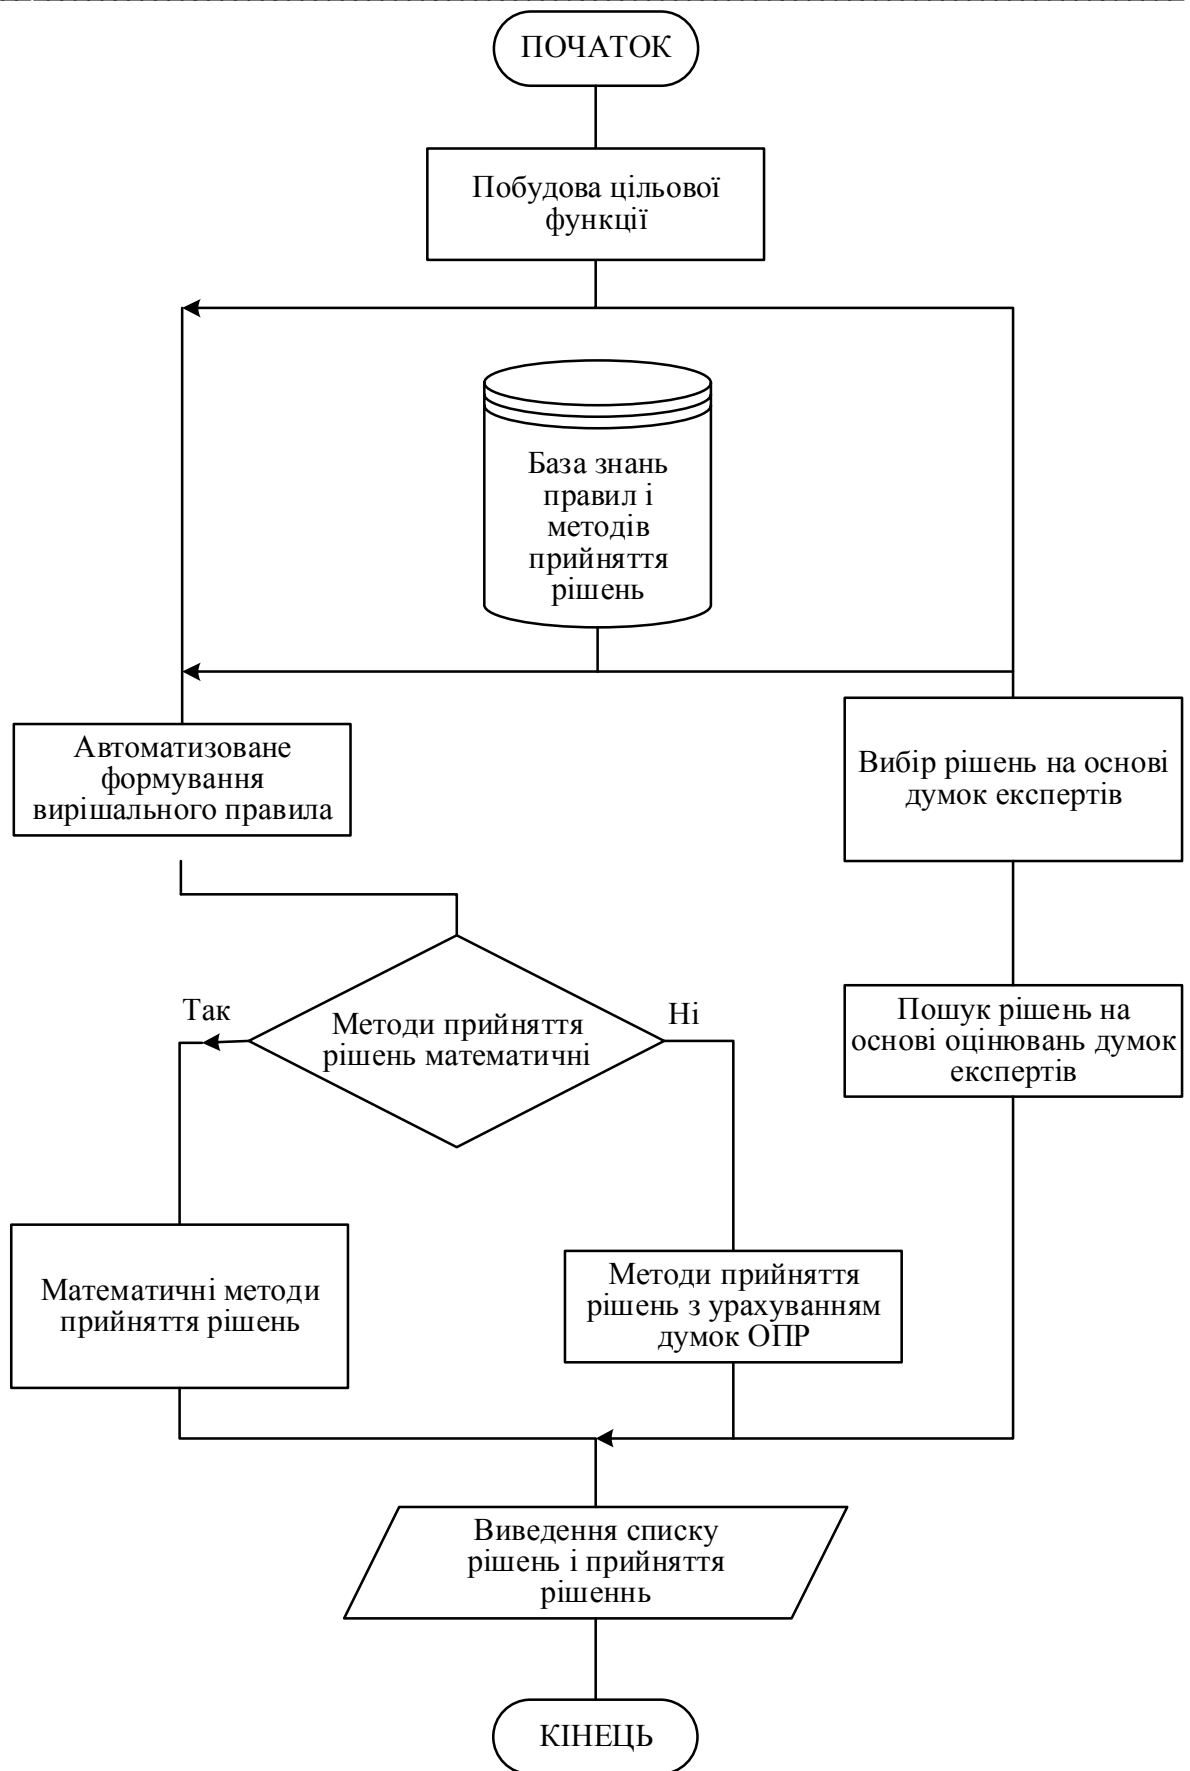 ПОЧАТОК
Побудова цільової
функції
База знань
правил і
методів
прийняття
рішень
Автоматизоване
формування
вирішального правила
Вибір рішень на основі
думок експертів
Так
Методи прийняття
рішень математичні
Ні
Пошук рішень на
основі оцінювань думок
експертів
Математичні методи
прийняття рішень
Методи прийняття
рішень з урахуванням
думок ОПР
Виведення списку
рішень і прийняття
рішеннь
КІНЕЦЬ